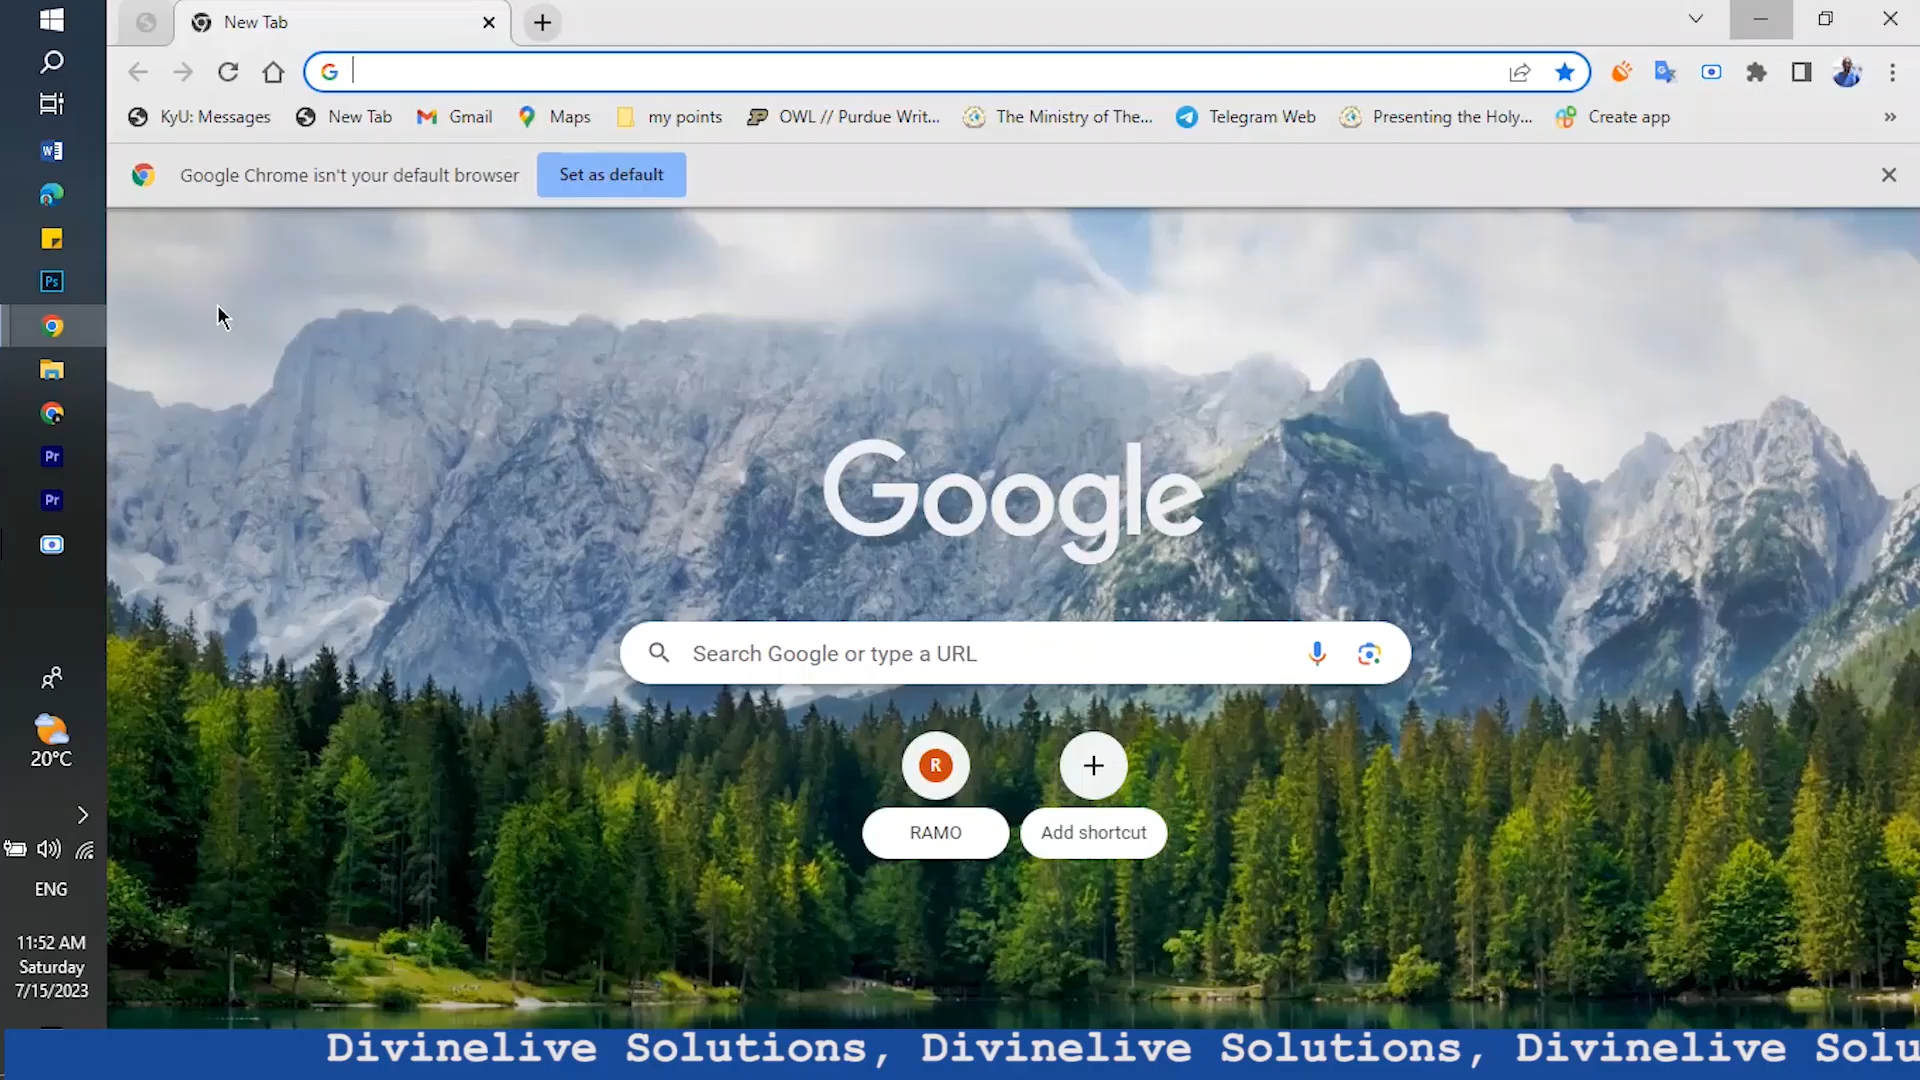 New Tab
KyU: Messages
New Tab
Gmail
Maps
my points
OWL // Purdue Writ...
The Ministry of The...
Telegram Web
Presenting the Holy...
Create app
Google Chrome isn't your default browser
Set as default
Ps
Pr
Pr
Google
Search Google or type a URL
R
RAMO
Add shortcut
20°C
ENG
11:52 AM
Saturday
7/15/2023
Divinelive Solutions, Divinelive Solutions, Divinelive Solu